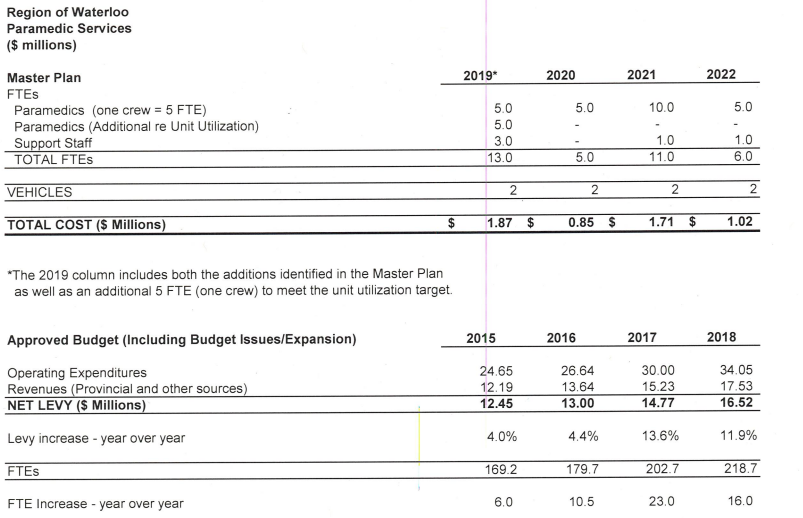 Region of Waterloo
Paramedic Services
($ millions)
Master Plan 2019* 2020 2021 2022
FTEs
Paramedics (one crew = 5 FTE) 5.0 5.0 10.0 5.0
Paramedics (Additional re Unit Utilization) 5.0 - - -
Support Staff 3.0 - 1.0 1.0
TOTAL FTEs 13.0 5.0 11.0 6.0
VEHICLES 2 2 2 2
TOTAL COST ($ Millions) $ 1.87 $ 0.85 $ 1.71 $ 1.02
*The 2019 column includes both the additions identified in the Master Plan
as well as an additional 5 FTE (one crew) to meet the unit utilization target.
Approved Budget (Including Budget Issues/Expansion) 2015 2016 2017 2018
Operating Expenditures 24.65 26.64 30.00 34.05
Revenues (Provincial and other sources) 12.19 13.64 15.23 17.53
NET LEVY ($ Millions) 12.45 13.00 14.77 16.52
Levy increase - year over year 4.0% 4.4% 13.6% 11.9%
FTEs 169.2 179.7 202.7 218.7
FTE Increase - year over year 6.0 10.5 23.0 16.0